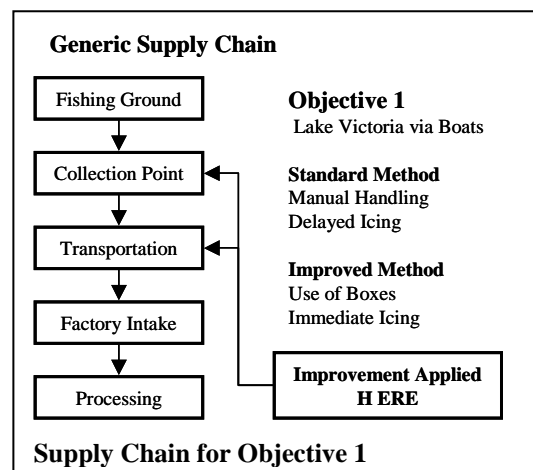 Generic Supply Chain
Fishing Ground
Collection Point
Transportation
Factory Intake
Processing
Objective 1
Lake Victoria via Boats
Standard Method
Manual Handling
Delayed Icing
Improved Method
Use of Boxes
Immediate Icing
Improvement Applied
H ERE
Supply Chain for Objective 1